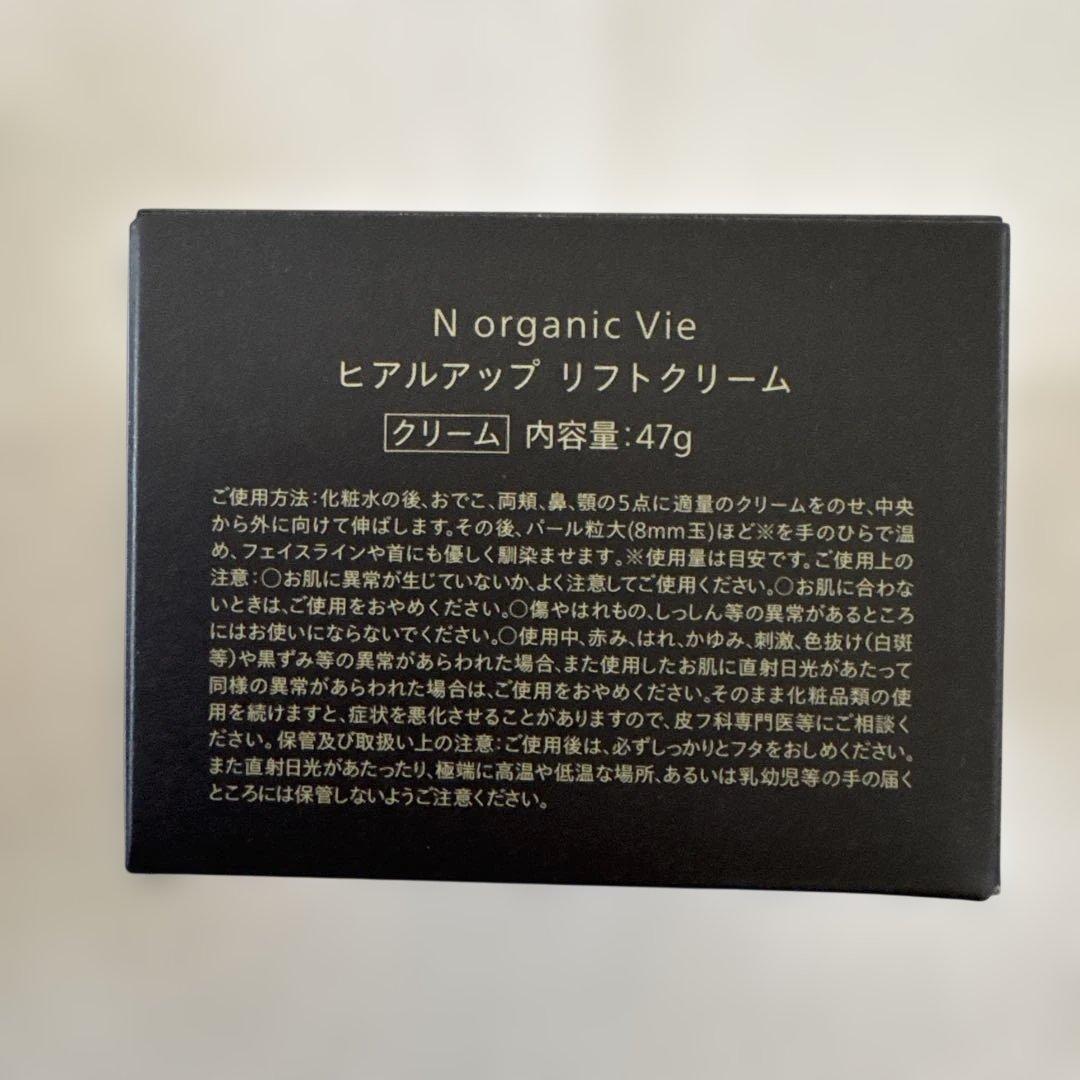 N organic Vie
ヒアルアップ リフトクリーム
クリーム 内容量:47g
ご使用方法:化粧水の後、おでこ、両頬、鼻、顎の5点に適量のクリームをのせ、中央
から外に向けて伸ばします。その後、パール粒大(8mm玉)ほど※を手のひらで温
め、フェイスラインや首にも優しく馴染ませます。※使用量は目安です。ご使用上の
注意:○お肌に異常が生じていないか、よく注意してご使用ください。○お肌に合わな
いときは、ご使用をおやめください。○傷やはれもの、しっしん等の異常があるところ
にはお使いにならないでください。○使用中、赤み、はれ、かゆみ、刺激、色抜け(白斑
等)や黒ずみ等の異常があらわれた場合、また使用したお肌に直射日光があたって
同様の異常があらわれた場合は、ご使用をおやめください。そのまま化粧品類の使
用を続けますと、症状を悪化させることがありますので、皮フ科専門医等にご相談く
ださい。保管及び取扱い上の注意:ご使用後は、必ずしっかりとフタをおしめください。
また直射日光があたったり、極端に高温や低温な場所、あるいは乳幼児等の手の届く
ところには保管しないようご注意ください。